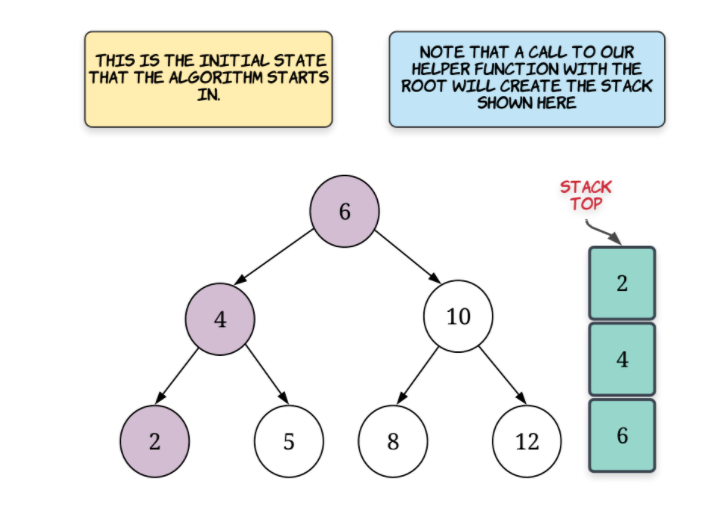 THIS IS THE INITIAL STATE
THAT THE ALGORITHM STARTS
IN.
NOTE THAT A CALL TO OUR
HELPER FUNCTION WITH THE
ROOT WILL CREATE THE STACK
SHOWN HERE
STACK
TOP
6
4
10
2
5
8
12
2
4
6